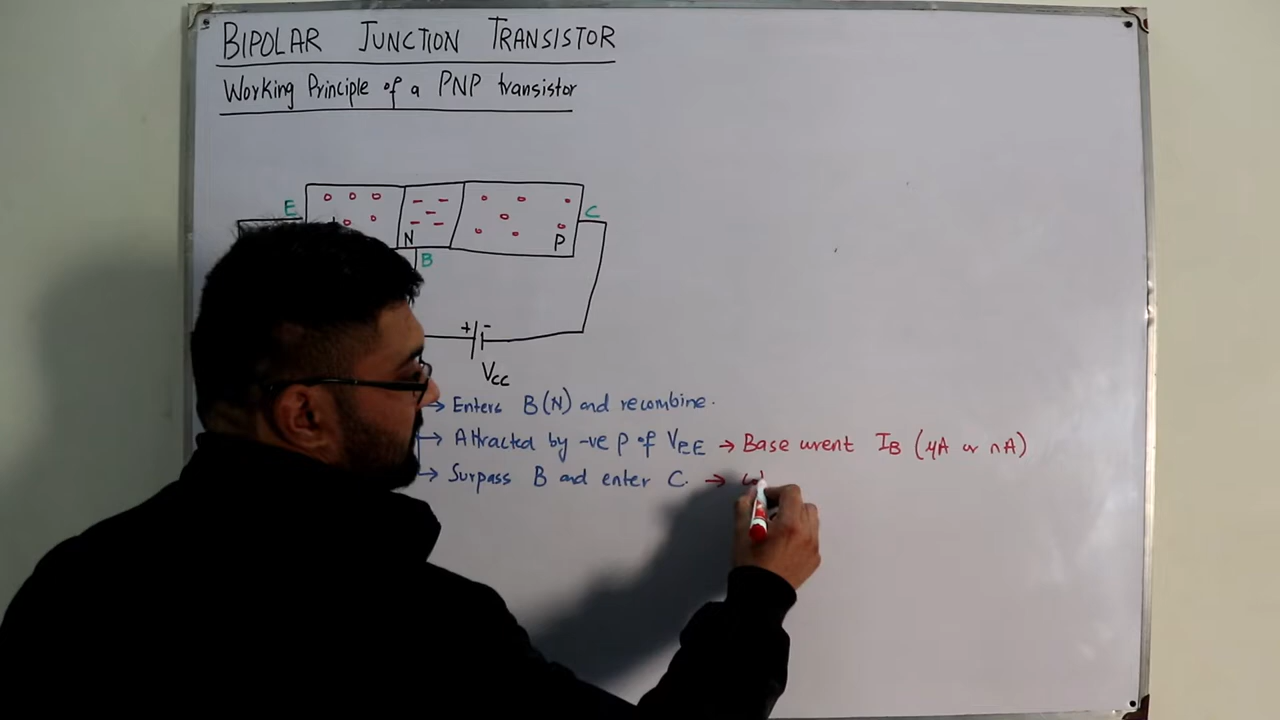 BIPOLAR JUNCTION TRANSISTOR
Working Principle of a PNP transistor
E
C
N
P
B
+ -
VCC
→ Enters B(N) and recombine.
→ Attracted by -ve p of VEE → Base current IB (μA or nA)
→ Surpass B and enter C. →